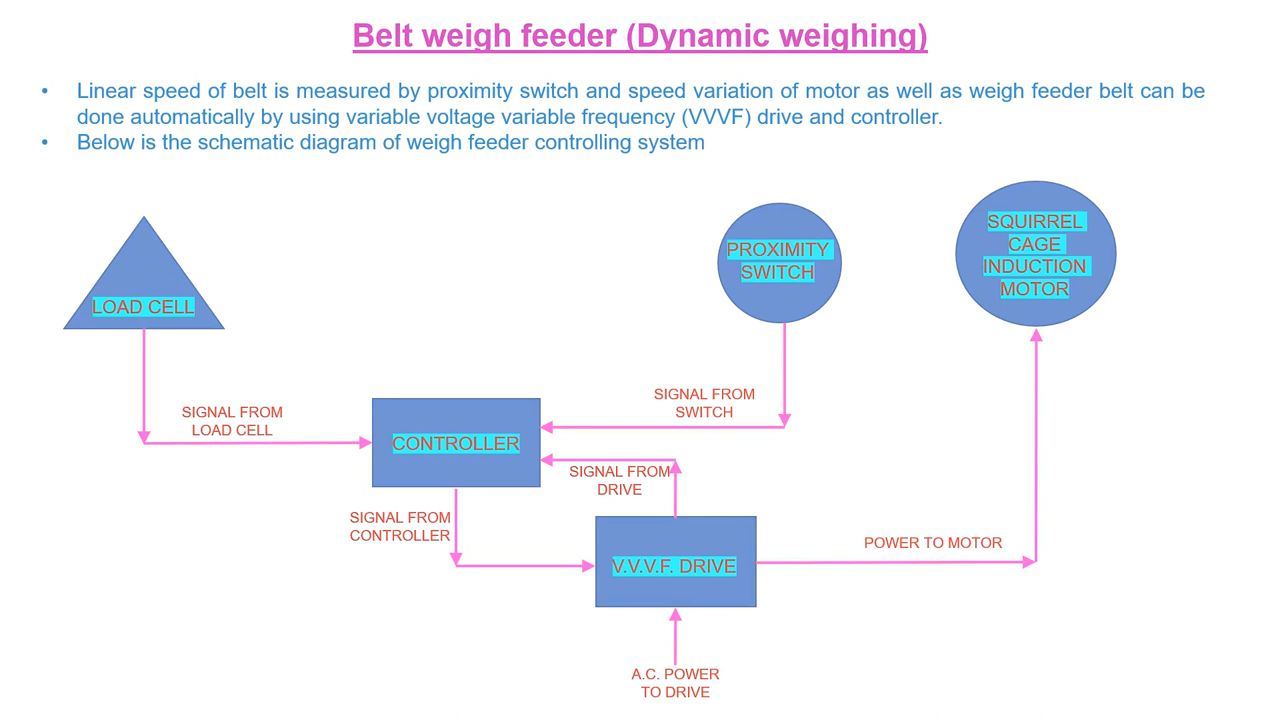 Belt weigh feeder (Dynamic weighing)
• Linear speed of belt is measured by proximity switch and speed variation of motor as well as weigh feeder belt can be
done automatically by using variable voltage variable frequency (VVVF) drive and controller.
• Below is the schematic diagram of weigh feeder controlling system
SQUIRREL
CAGE
INDUCTION
MOTOR
PROXIMITY
SWITCH
LOAD CELL
SIGNAL FROM
SWITCH
SIGNAL FROM
LOAD CELL
CONTROLLER
SIGNAL FROM
DRIVE
SIGNAL FROM
CONTROLLER
POWER TO MOTOR
V.V.V.F. DRIVE
A.C. POWER
TO DRIVE